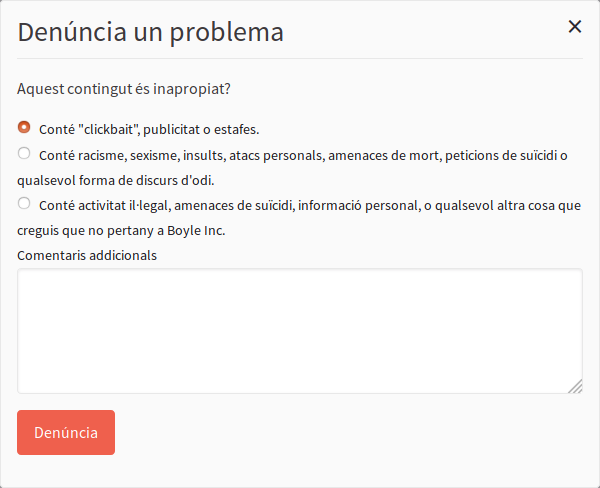 Denúncia un problema
Aquest contingut és inapropiat?
Conté "clickbait", publicitat o estafes.
Conté racisme, sexisme, insults, atacs personals, amenaces de mort, peticions de suïcidi o
qualsevol forma de discurs d'odi.
Conté activitat il·legal, amenaces de suïcidi, informació personal, o qualsevol altra cosa que
creguis que no pertany a Boyle Inc.
Comentaris addicionals
Denúncia